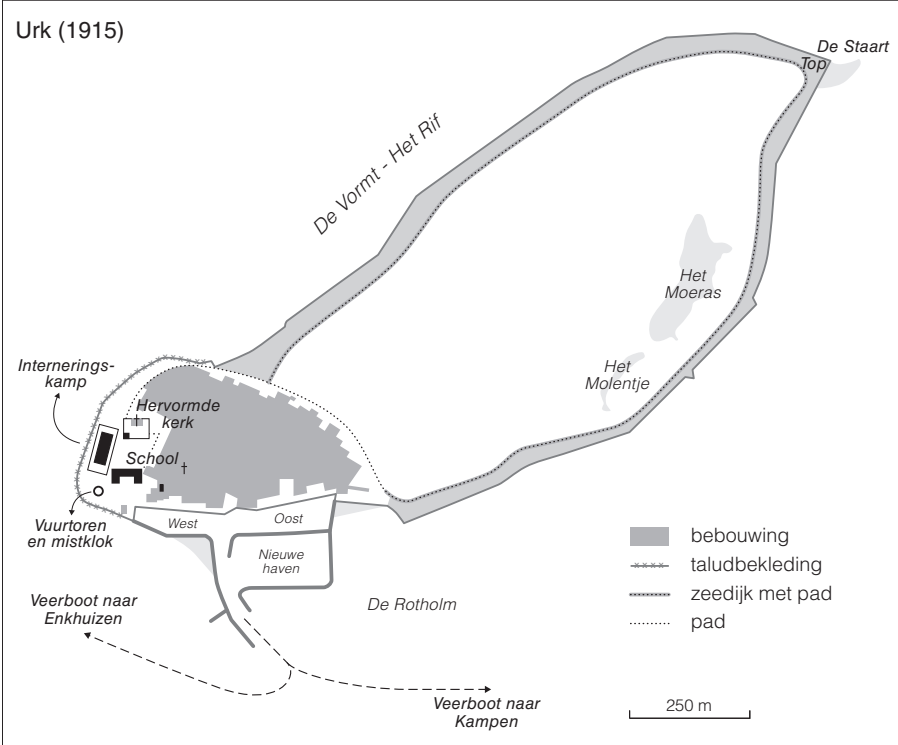 Urk (1915)
De Staart
Top
De Vormt - Het Rif
Het
Moeras
Het
Molentje
Internerings-
kamp
Hervormde
kerk
School
Vuurtoren
en mistklok
West
Oost
Nieuwe
haven
De Rotholm
Veerboot naar
Enkhuizen
Veerboot naar
Kampen
bebouwing
taludbekleding
zeedijk met pad
pad
250 m